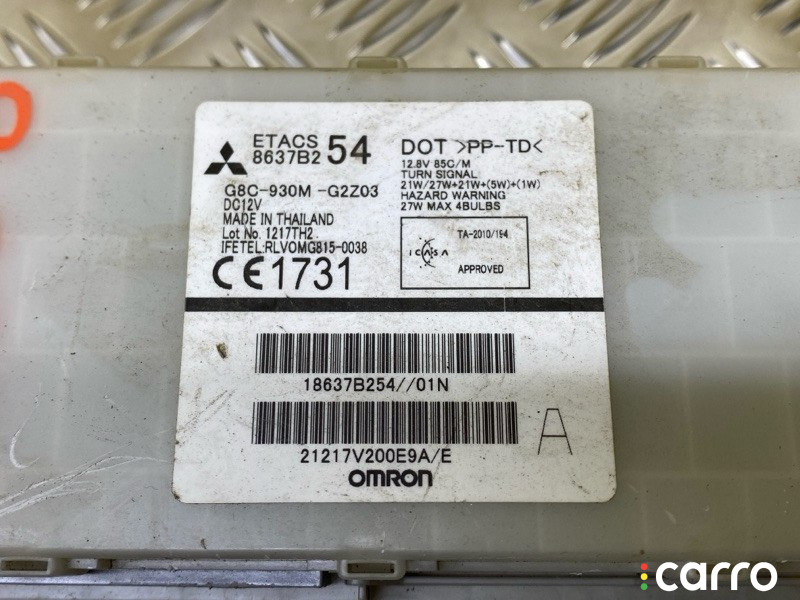 ETACS
8637B2 54
G8C-930M -G2Z03
DC12V
MADE IN THAILAND
Lot No. 1217TH2
IFETEL:RLVOMG815-0038
CE1731
DOT >PP-TD<
12.8V 85C/M
TURN SIGNAL
21W/27W+21W+(5W)+(1W)
HAZARD WARNING
27W MAX 4BULBS
TA-2010/194
ICASA
APPROVED
18637B254//01N
21217V200E9A/E
A
OMRON
carro